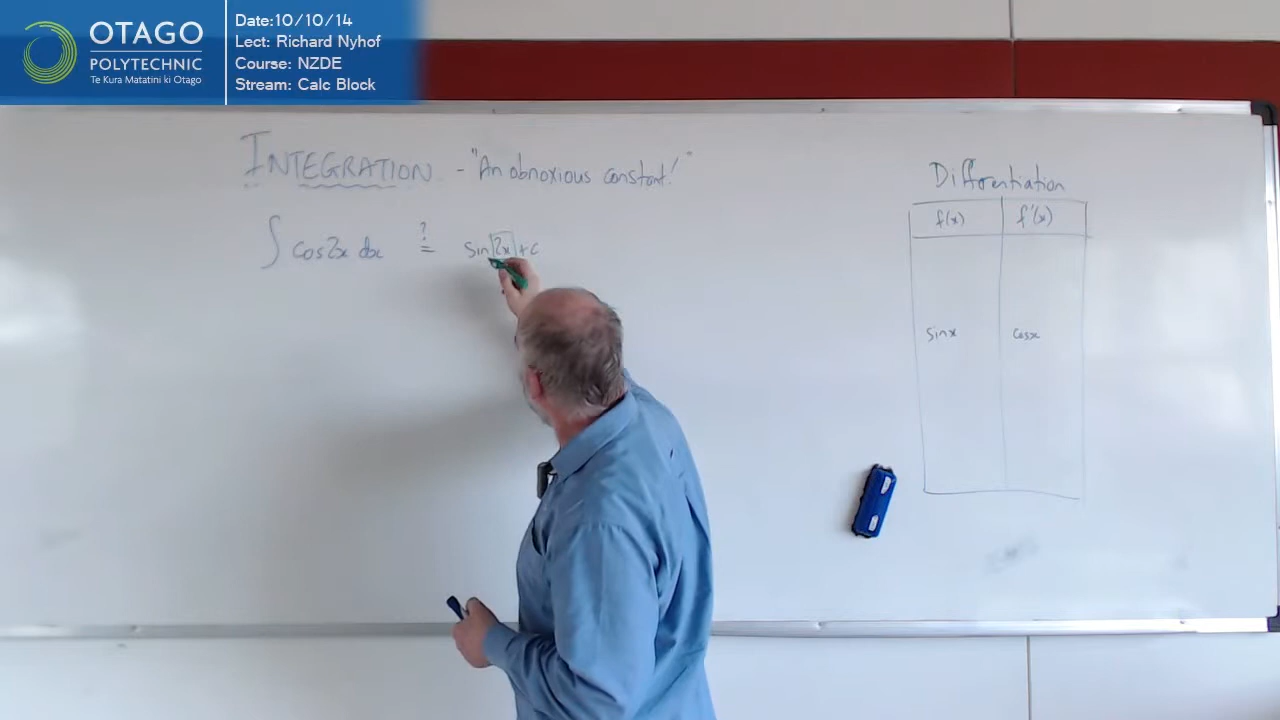 OTAGO
POLYTECHNIC
Te Kura Matatini ki Otago
Date:10/10/14
Lect: Richard Nyhof
Course: NZDE
Stream: Calc Block
INTEGRATION - "An obnoxious constant!"
∫ cos2x dx ?= sin 2x + c
Differentiation
f(x) f'(x)
sinx cosx